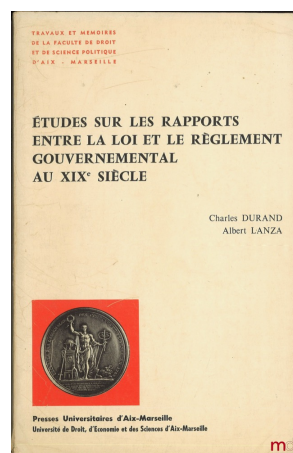 TRAVAUX ET MEMOIRES
DE LA FACULTE DE DROIT
ET DE SCIENCE POLITIQUE
D'AIX - MARSEILLE
ÉTUDES SUR LES RAPPORTS
ENTRE LA LOI ET LE RÈGLEMENT
GOUVERNEMENTAL
AU XIXe SIÈCLE
Charles DURAND
Albert LANZA
Presses Universitaires d'Aix-Marseille
Université de Droit, d'Economie et des Sciences d'Aix-Marseille